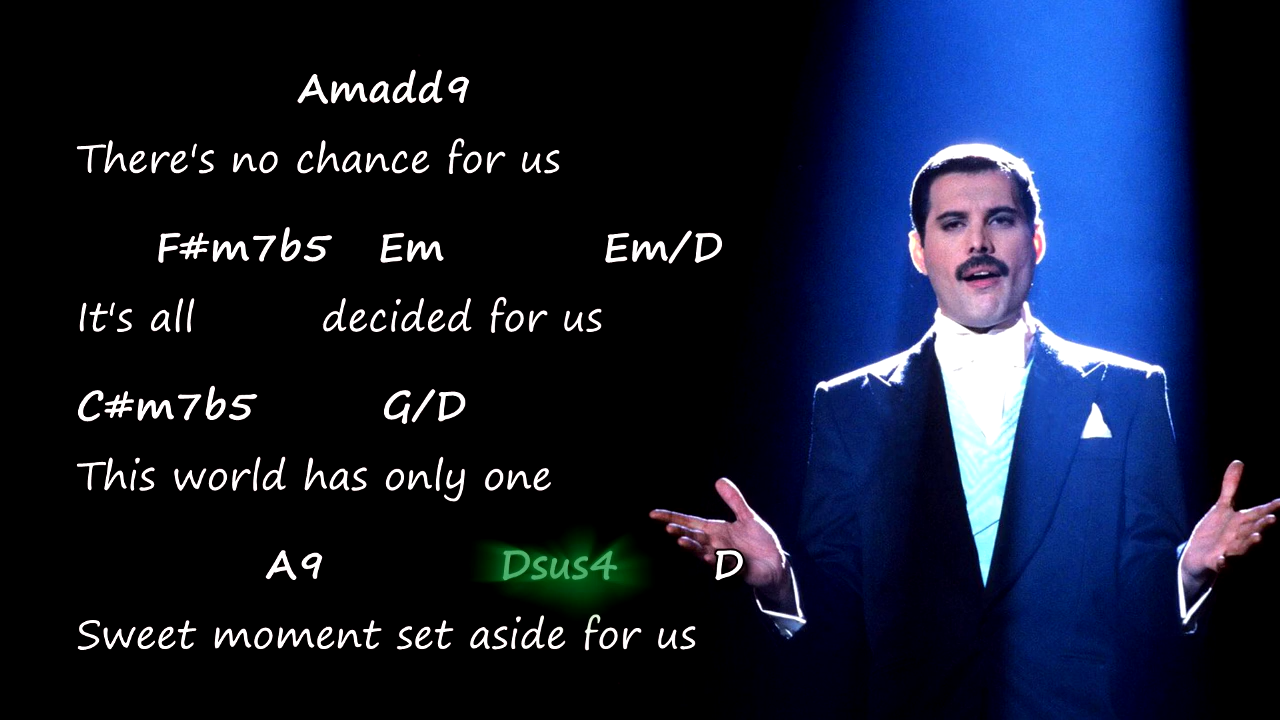 Amadd9
There's no chance for us
F#m7b5 Em Em/D
It's all decided for us
C#m7b5 G/D
This world has only one
A9 Dsus4 D
Sweet moment set aside for us